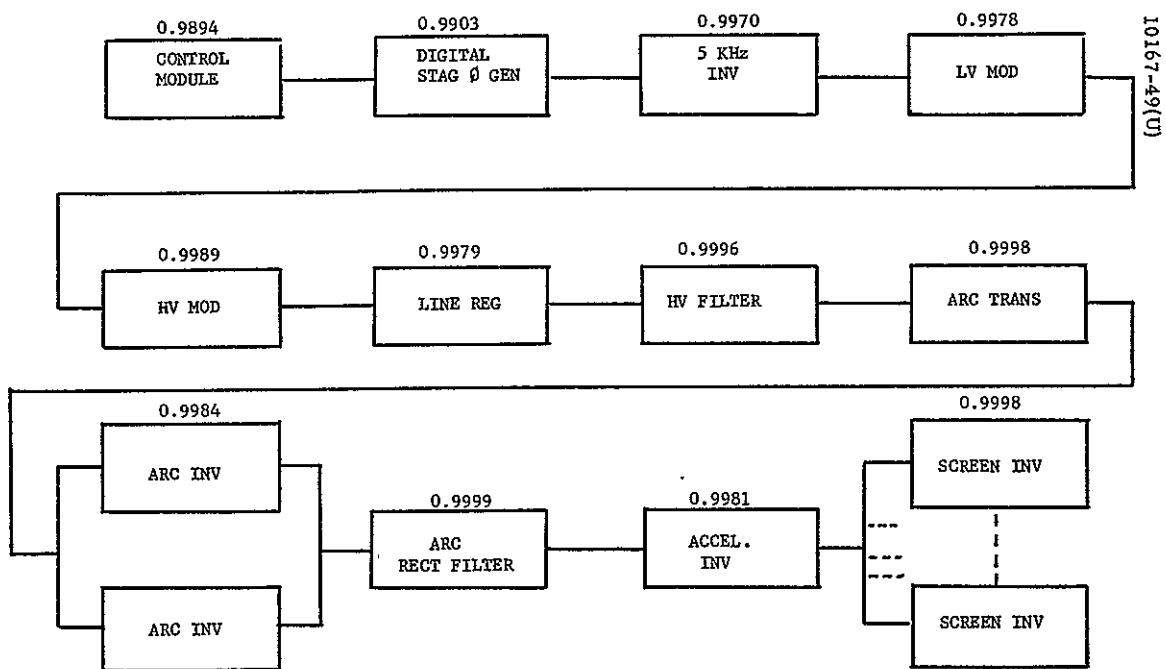 0.9894
CONTROL
MODULE
0.9903
DIGITAL
STAG Ø GEN
0.9970
5 KHz
INV
0.9978
LV MOD
10167-49(U)
0.9989
HV MOD
0.9979
LINE REG
0.9996
HV FILTER
0.9998
ARC TRANS
0.9984
ARC INV
ARC INV
0.9999
ARC
RECT FILTER
0.9981
ACCEL.
INV
0.9998
SCREEN INV
SCREEN INV